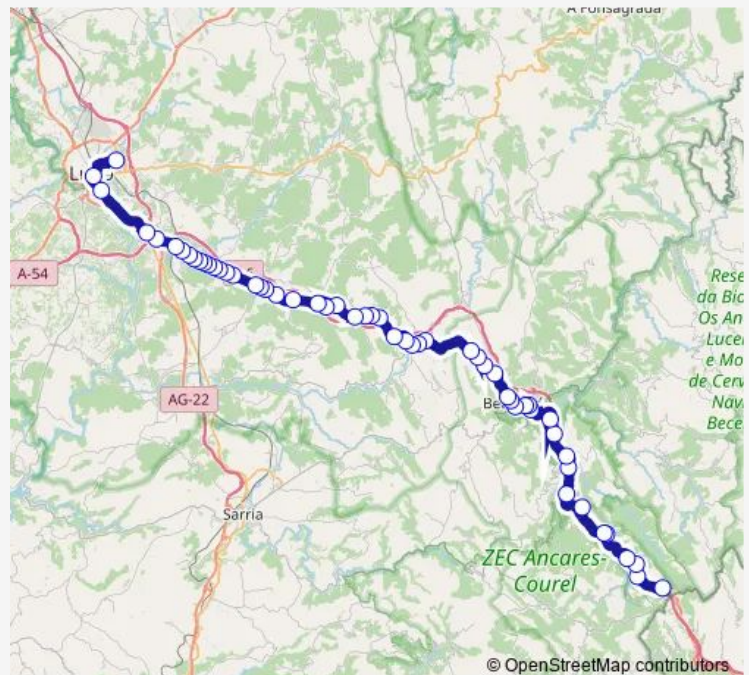 A Fonsagrada
A-54
AG-22
Sarria
ZEC Ancares-
Courel
Rese
da Bio
Os An
Luce
e Mo
de Cerv
Nav
Bece
© OpenStreetMap contributors